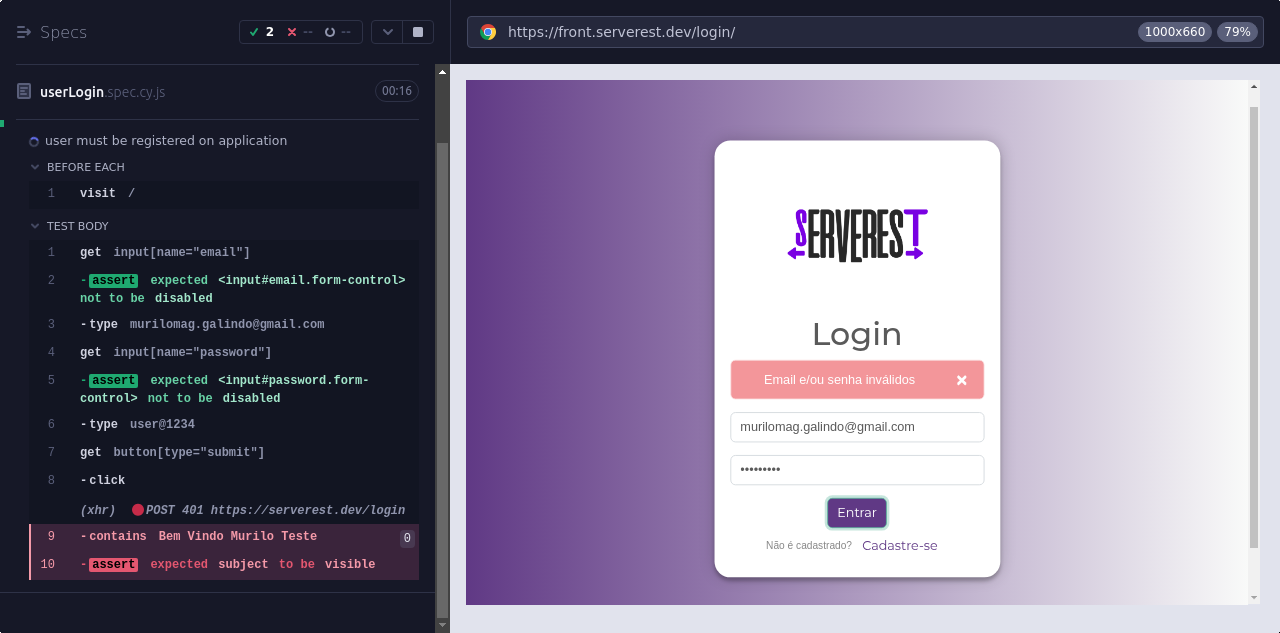 Specs
2 -- --
userLogin.spec.cy.js
00:16
user must be registered on application
BEFORE EACH
1 visit /
TEST BODY
1 get input[name="email"]
2 -assert expected <input#email.form-control>
not to be disabled
3 -type murilomag.galindo@gmail.com
4 get input[name="password"]
5 -assert expected <input#password.form-
control> not to be disabled
6 -type user@1234
7 get button[type="submit"]
8 -click
(xhr) POST 401 https://serverest.dev/login
9 -contains Bem Vindo Murilo Teste 0
10 -assert expected subject to be visible
https://front.serverest.dev/login/
1000x660 79%
SERVEREST
Login
Email e/ou senha inválidos
murilomag.galindo@gmail.com
•••••••••
Entrar
Não é cadastrado? Cadastre-se